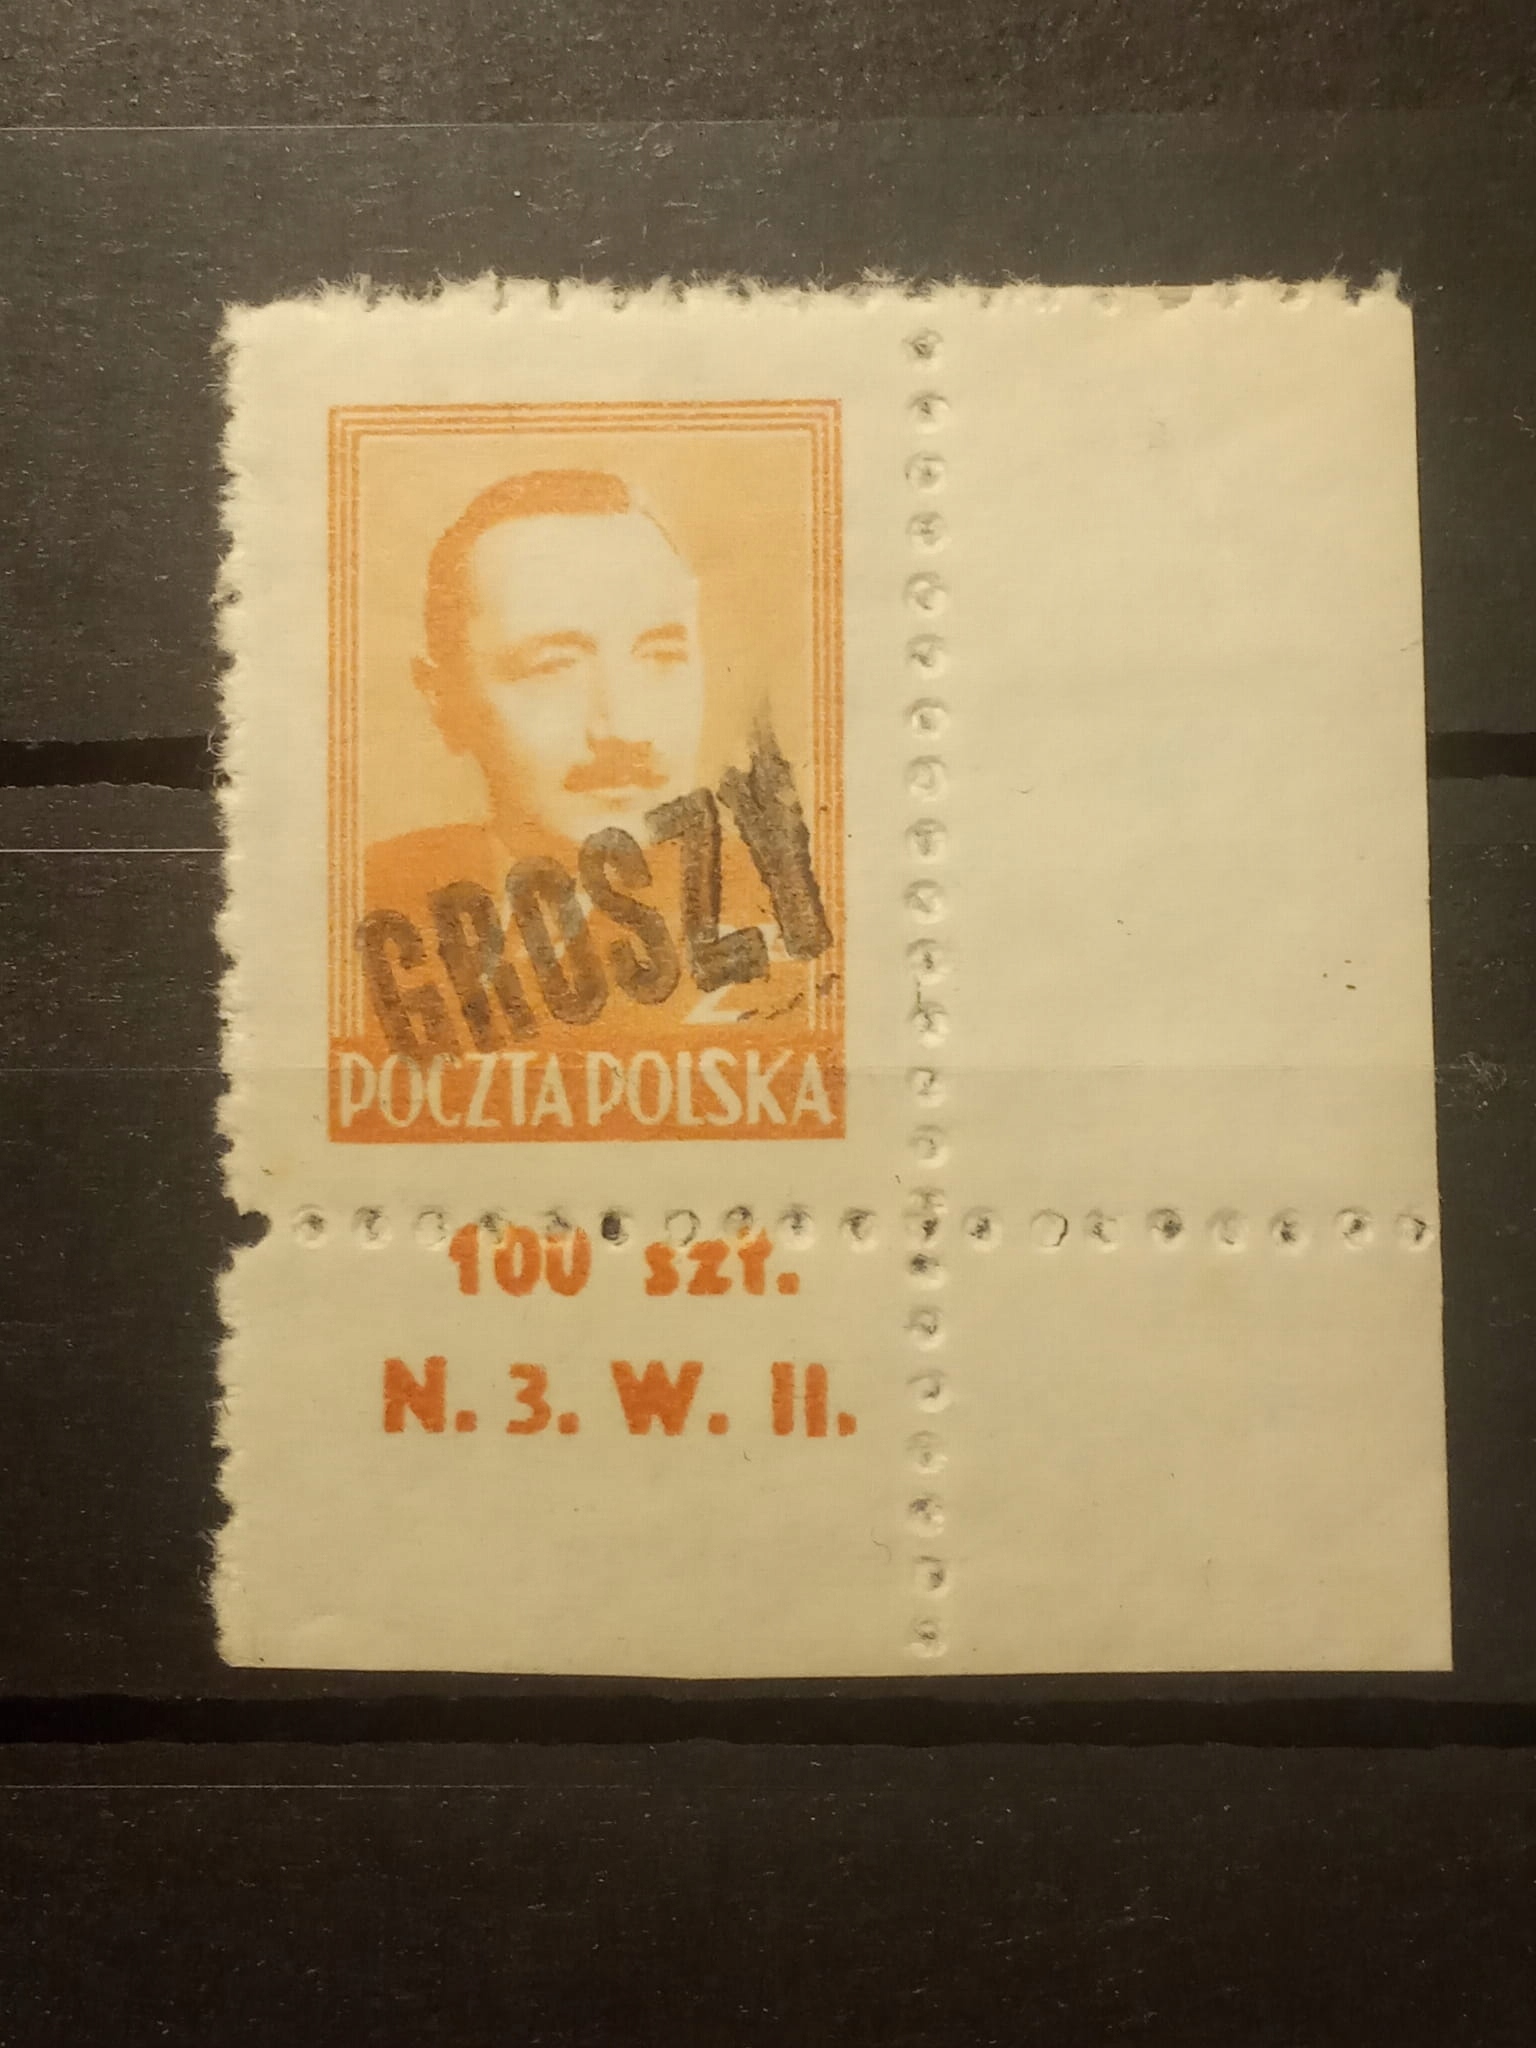 GROSZY
POCZTA POLSKA
100 szt.
N. 3. W. II.